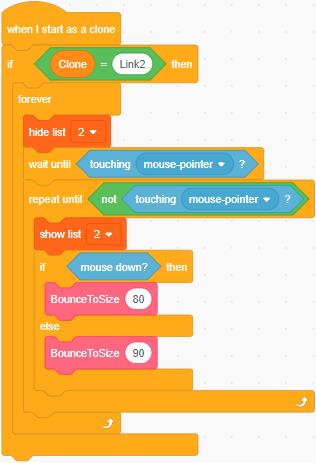 when I start as a clone
if Clone = Link2 then
forever
hide list 2
wait until touching mouse-pointer ?
repeat until not touching mouse-pointer ?
show list 2
if mouse down? then
BounceToSize 80
else
BounceToSize 90